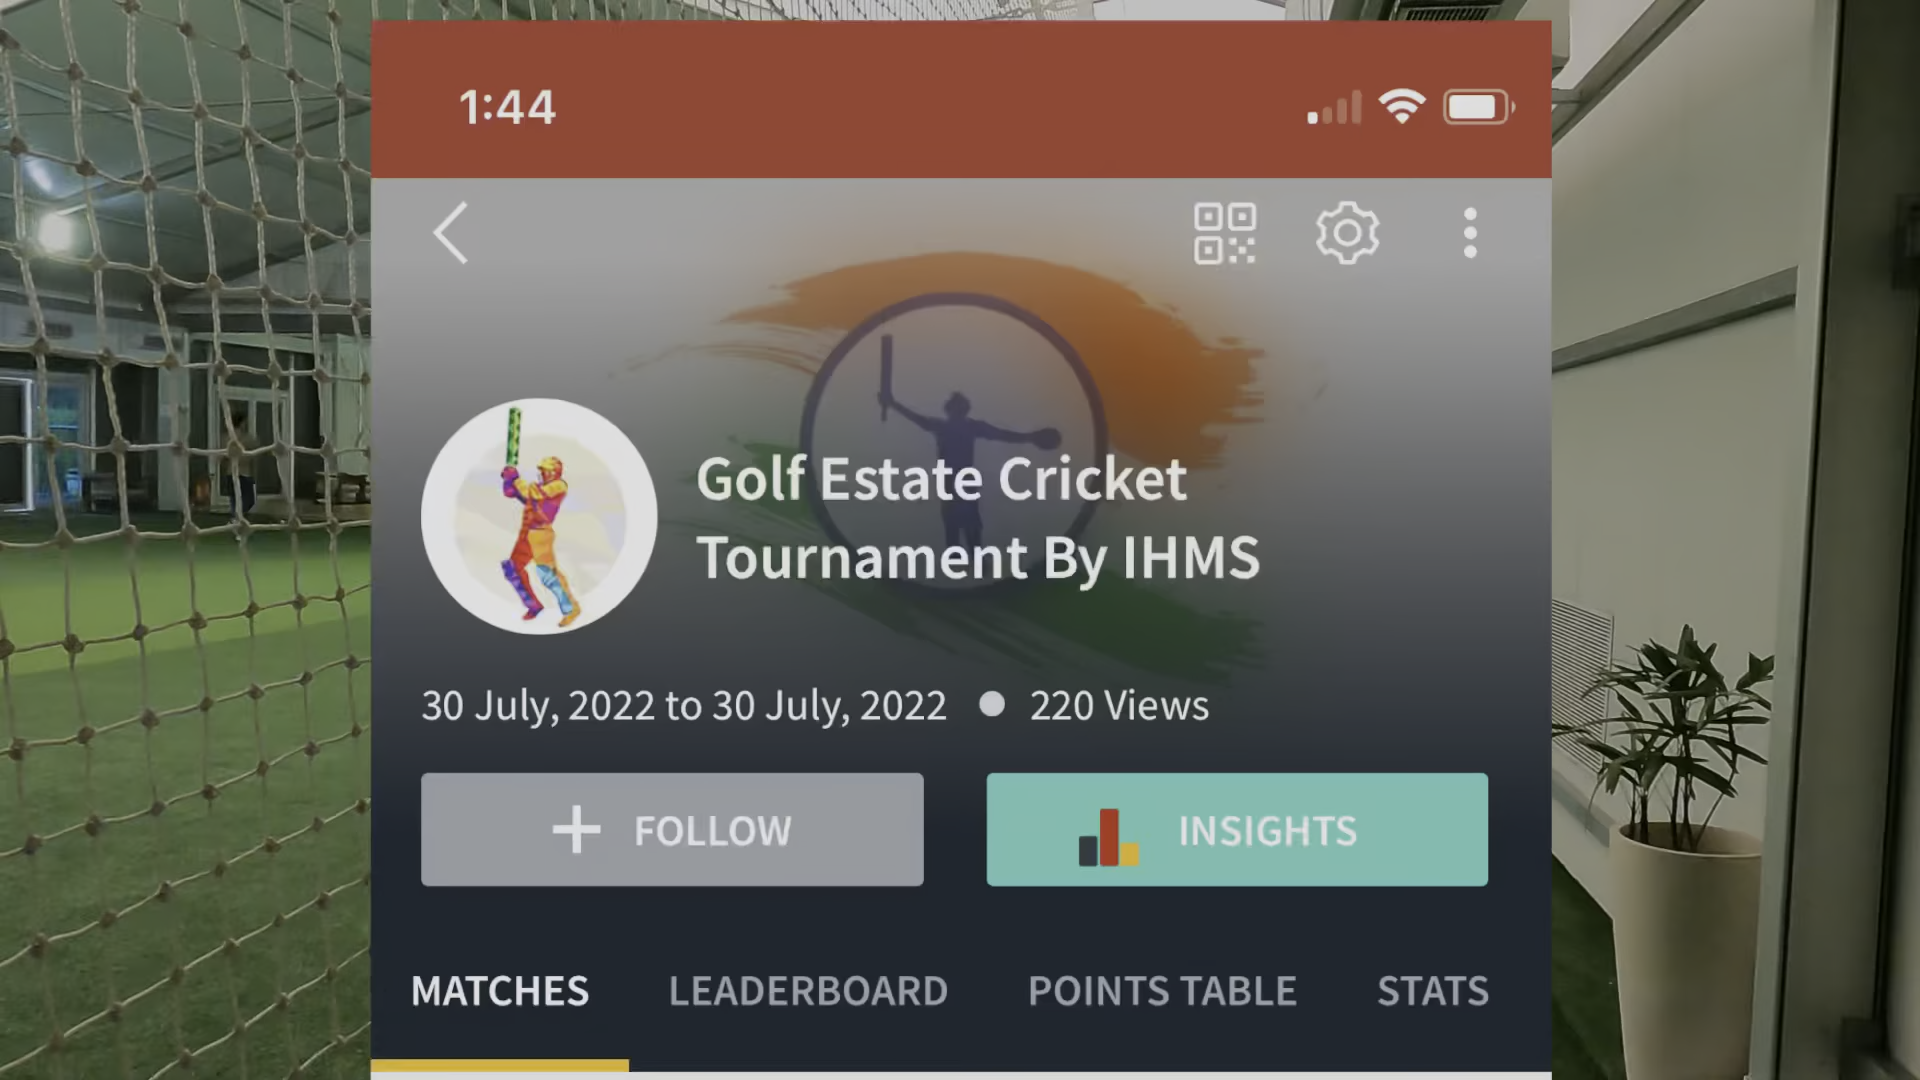 1:44
Golf Estate Cricket
Tournament By IHMS
30 July, 2022 to 30 July, 2022 ● 220 Views
+ FOLLOW
INSIGHTS
MATCHES LEADERBOARD POINTS TABLE STATS